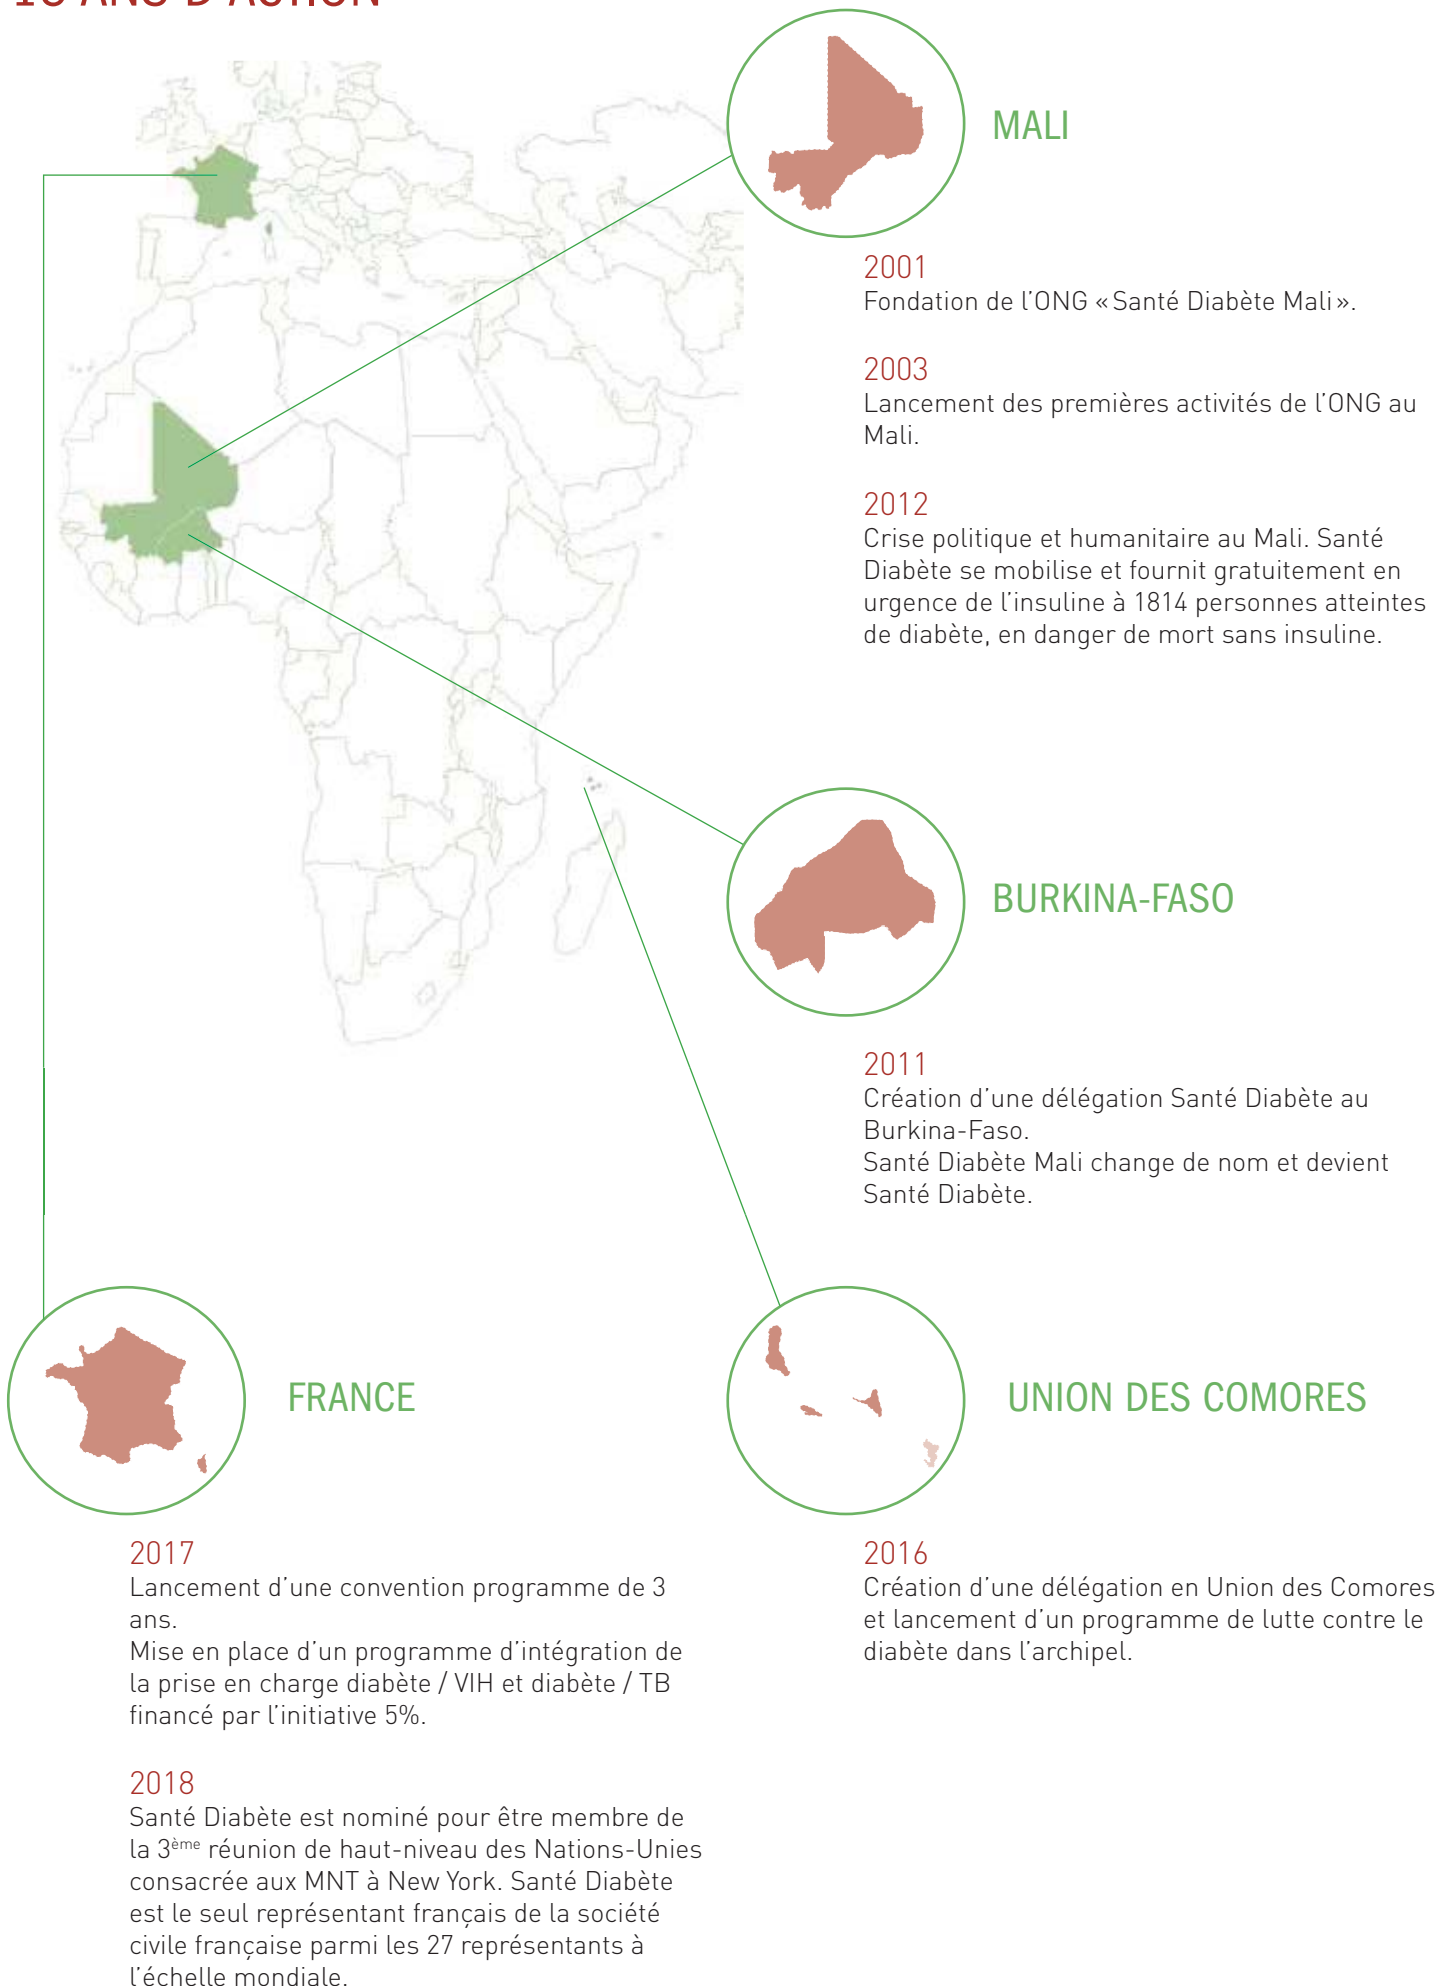 ANS D'ACTION
MALI
2001
Fondation de l’ONG «Santé Diabète Mali».
2003
Lancement des premières activités de l’ONG au
Mali.
2012
Crise politique et humanitaire au Mali. Santé
Diabète se mobilise et fournit gratuitement en
urgence de l’insuline à 1814 personnes atteintes
de diabète, en danger de mort sans insuline.
BURKINA-FASO
2011
Création d’une délégation Santé Diabète au
Burkina-Faso.
Santé Diabète Mali change de nom et devient
Santé Diabète.
FRANCE
2017
Lancement d’une convention programme de 3
ans.
Mise en place d’un programme d’intégration de
la prise en charge diabète / VIH et diabète / TB
financé par l’initiative 5%.
2018
Santé Diabète est nominé pour être membre de
la 3ème réunion de haut-niveau des Nations-Unies
consacrée aux MNT à New York. Santé Diabète
est le seul représentant français de la société
civile française parmi les 27 représentants à
l’échelle mondiale.
UNION DES COMORES
2016
Création d’une délégation en Union des Comores
et lancement d’un programme de lutte contre le
diabète dans l’archipel.